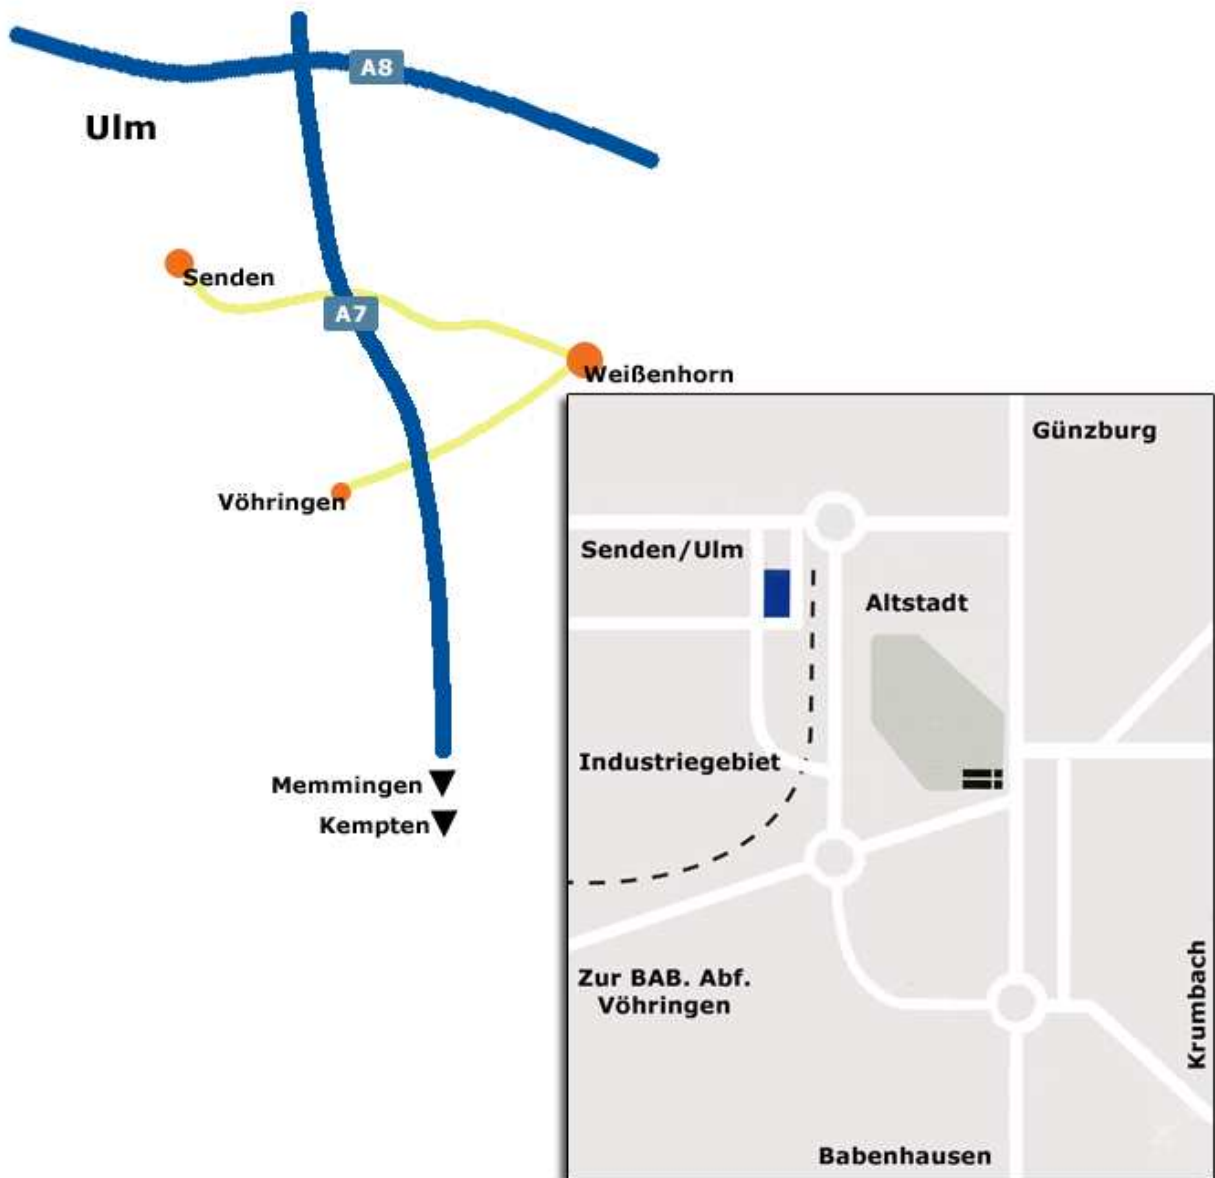 A8
Ulm
Senden
A7
Weißenhorn
Vöhringen
Memmingen
Kempten
Günzburg
Senden/Ulm
Altstadt
Industriegebiet
Zur BAB. Abf.
Vöhringen
Krumbach
Babenhausen